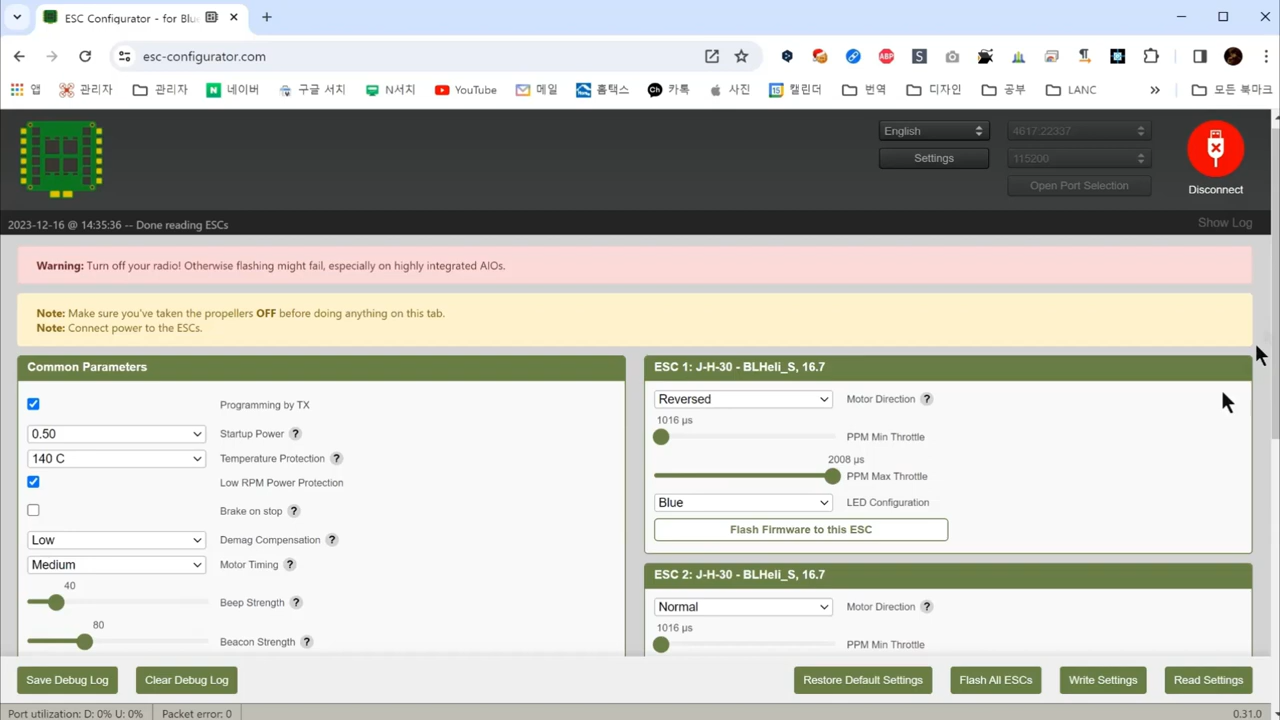 ESC Configurator - for Blu
esc-configurator.com
앱 관리자 관리자 네이버 구글 서치 N서치 YouTube 메일 홈택스 카톡 사진 캘린더 번역 디자인 공부 LANC » 모든 북마크
English 4617:22337
Settings 115200
Open Port Selection
Disconnect
2023-12-16 @ 14:35:36 -- Done reading ESCs Show Log
Warning: Turn off your radio! Otherwise flashing might fail, especially on highly integrated AIOs.
Note: Make sure you've taken the propellers OFF before doing anything on this tab.
Note: Connect power to the ESCs.
Common Parameters
Programming by TX
0.50 Startup Power ?
140 C Temperature Protection ?
Low RPM Power Protection
Brake on stop ?
Low Demag Compensation ?
Medium Motor Timing ?
40
Beep Strength ?
80
Beacon Strength ?
ESC 1: J-H-30 - BLHeli_S, 16.7
Reversed Motor Direction ?
1016 µs
PPM Min Throttle
2008 µs
PPM Max Throttle
Blue LED Configuration
Flash Firmware to this ESC
ESC 2: J-H-30 - BLHeli_S, 16.7
Normal Motor Direction ?
1016 µs
PPM Min Throttle
Save Debug Log Clear Debug Log Restore Default Settings Flash All ESCs Write Settings Read Settings
Port utilization: D: 0% U: 0% Packet error: 0 0.31.0